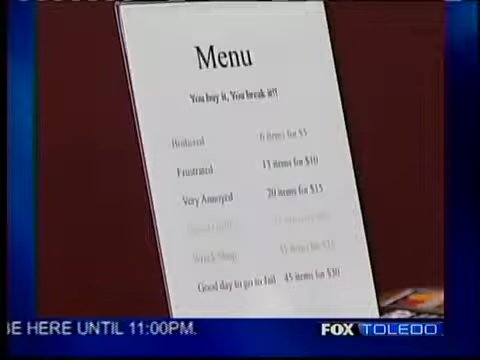 Menu
You buy it, You break it!!
Bothered 6 items for $5
Frustrated 13 items for $10
Very Annoyed 20 items for $15
Wreck Shop
Good day to go to jail 45 items for $30
BE HERE UNTIL 11:00PM.
FOX TOLEDO